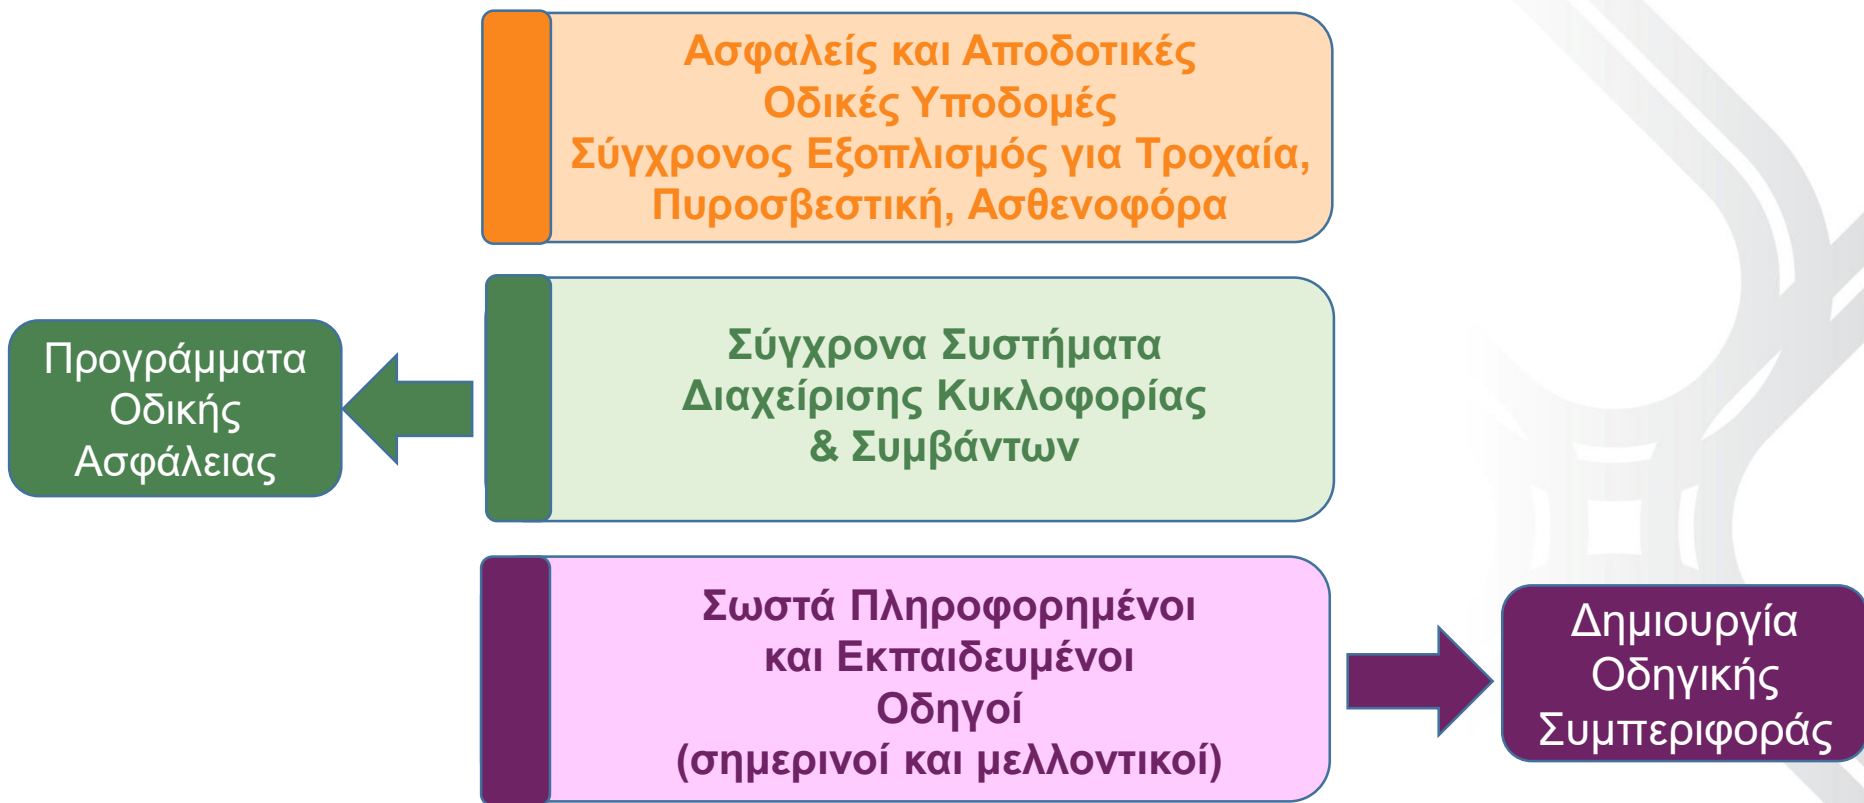 Ασφαλείς και Αποδοτικές
Οδικές Υποδομές
Σύγχρονος Εξοπλισμός για Τροχαία,
Πυροσβεστική, Ασθενοφόρα
Προγράμματα
Οδικής
Ασφάλειας
Σύγχρονα Συστήματα
Διαχείρισης Κυκλοφορίας
& Συμβάντων
Σωστά Πληροφορημένοι
και Εκπαιδευμένοι
Οδηγοί
(σημερινοί και μελλοντικοί)
Δημιουργία
Οδηγικής
Συμπεριφοράς